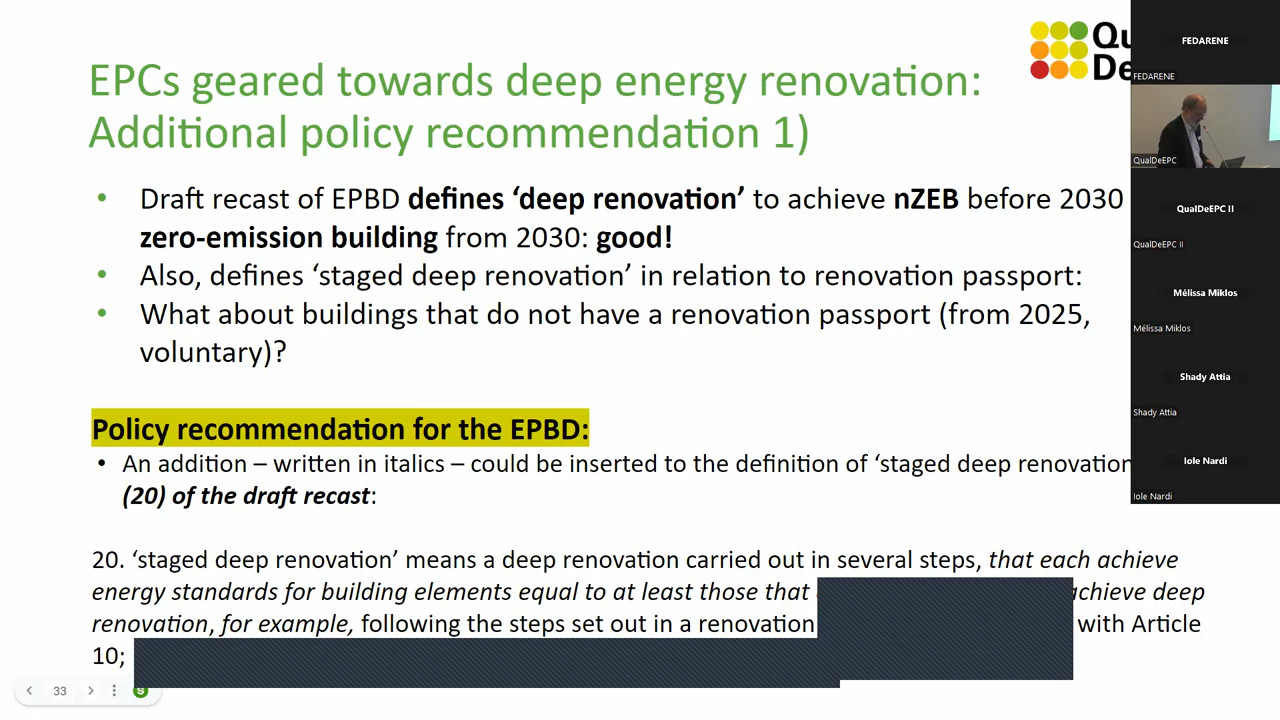 EPCs geared towards deep energy renovation:
Additional policy recommendation 1)
• Draft recast of EPBD defines ‘deep renovation’ to achieve nZEB before 2030
zero-emission building from 2030: good!
• Also, defines ‘staged deep renovation’ in relation to renovation passport:
• What about buildings that do not have a renovation passport (from 2025,
voluntary)?
Policy recommendation for the EPBD:
• An addition – written in italics – could be inserted to the definition of ‘staged deep renovation
(20) of the draft recast:
20. ‘staged deep renovation’ means a deep renovation carried out in several steps, that each achieve
energy standards for building elements equal to at least those that achieve deep
renovation, for example, following the steps set out in a renovation with Article
10;
33
S
FEDARENE
FEDARENE
QualDeEPC
QualDeEPC II
QualDeEPC II
Mélissa Miklos
Mélissa Miklos
Shady Attia
Shady Attia
Iole Nardi
Iole Nardi